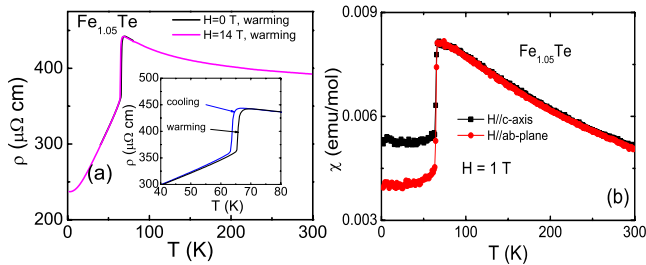 Fe1.05Te
H=0 T, warming
H=14 T, warming
500
450
400
350
300
40
50
60
70
80
cooling
warming
ρ (μΩ cm)
T (K)
(a)
400
300
200
0
100
200
300
ρ (μΩ cm)
T (K)
0.009
0.006
0.003
χ (emu/mol)
Fe1.05Te
H//c-axis
H//ab-plane
H = 1 T
(b)
0
100
200
300
T (K)